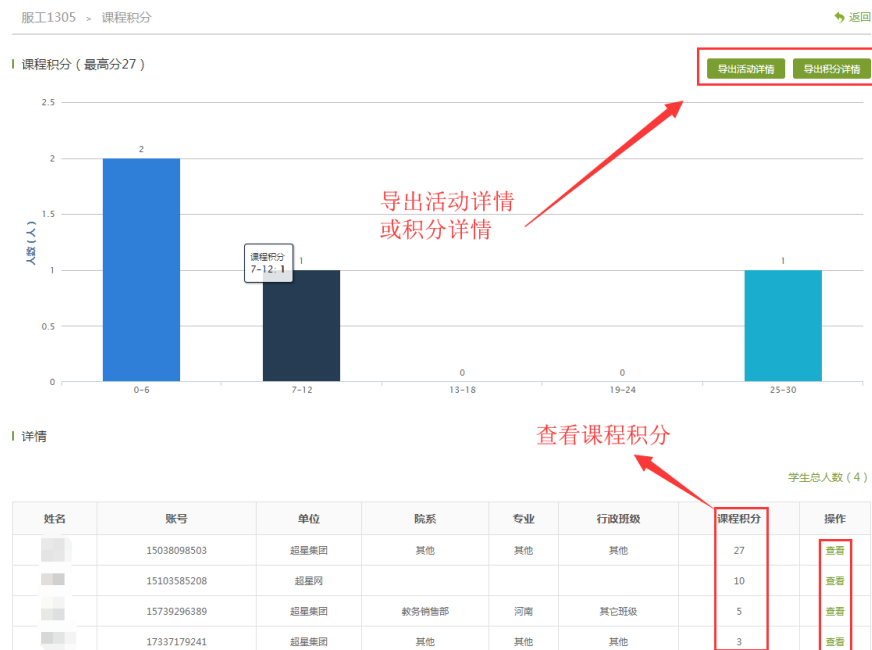 服工1305 > 课程积分
返回
课程积分（最高分27）
导出活动详情 导出积分详情
2.5
2
2
导出活动详情
1.5
或积分详情
人数(人)
课程积分
7-12: 1
1
1
1
0.5
0
0
0
0-6 7-12 13-18 19-24 25-30
详情
查看课程积分
学生总人数（4）
姓名 账号 单位 院系 专业 行政班级 课程积分 操作
15038098503 超星集团 其他 其他 其他 27 查看
15103585208 超星网 10 查看
15739296389 超星集团 教务销售部 河南 其它班级 5 查看
17337179241 超星集团 其他 其他 其他 3 查看